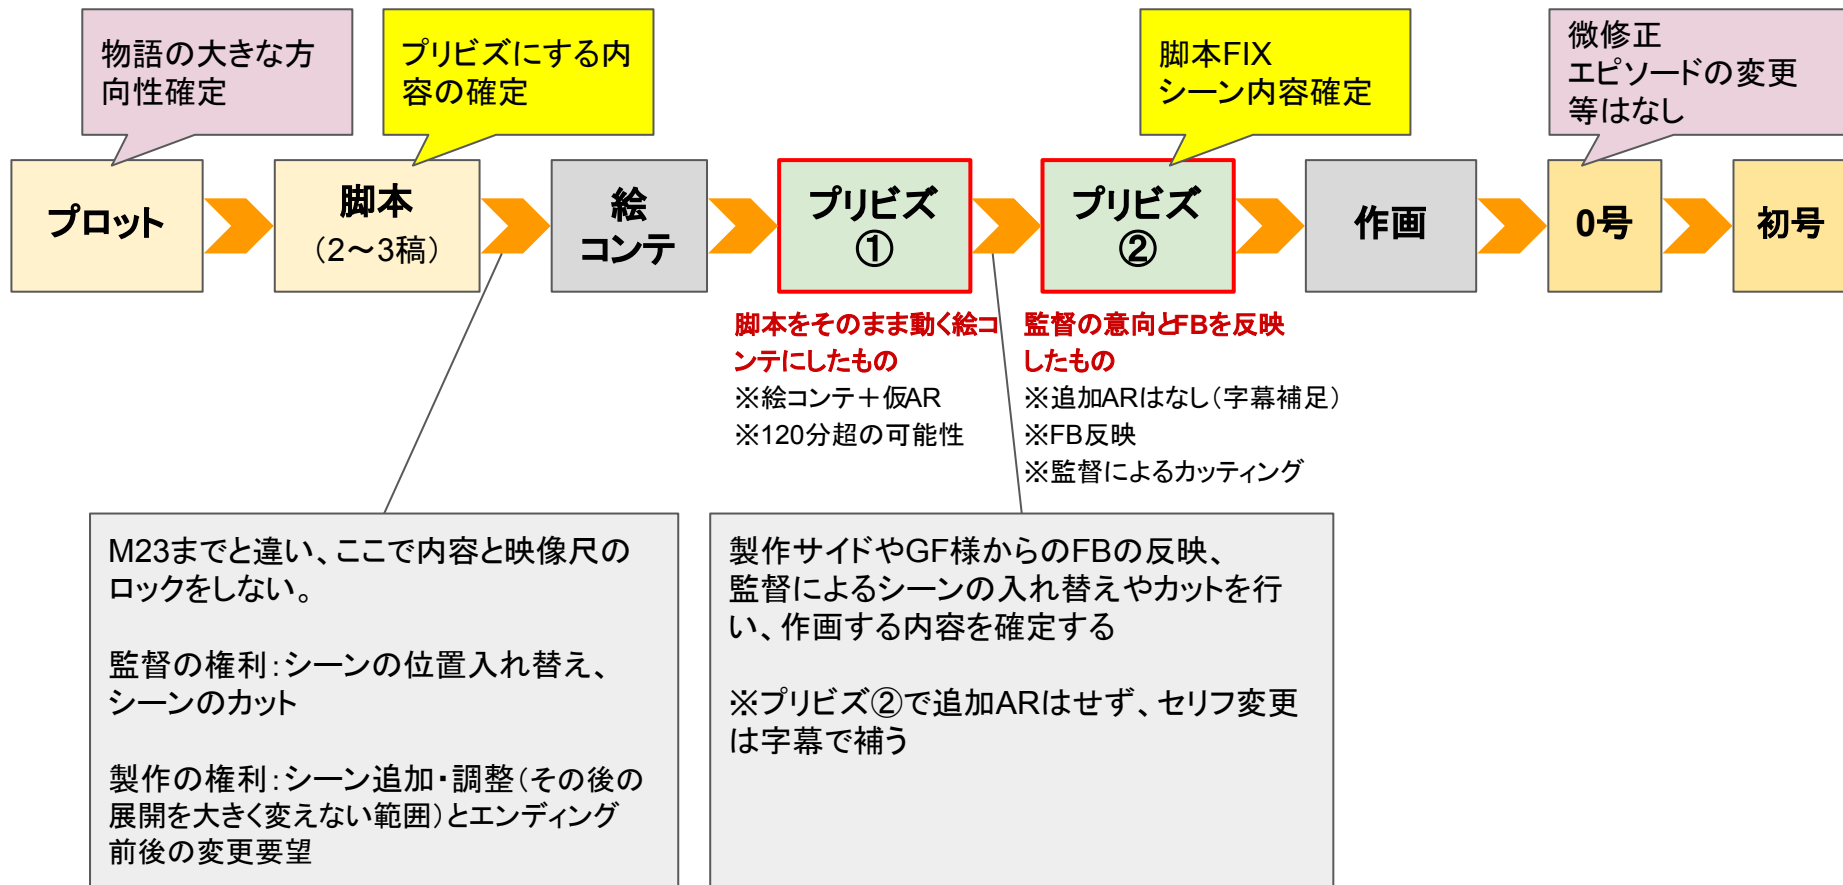 物語の大きな方
向性確定
プリビズにする内
容の確定
脚本FIX
シーン内容確定
微修正
エピソードの変更
等はなし
プロット
脚本
（2～3稿）
絵
コンテ
プリビズ
①
プリビズ
②
作画
0号
初号
脚本をそのまま動く絵コ
ンテにしたもの
※絵コンテ＋仮AR
※120分超の可能性
監督の意向とFBを反映
したもの
※追加ARはなし（字幕補足）
※FB反映
※監督によるカッティング
M23までと違い、ここで内容と映像尺の
ロックをしない。
監督の権利：シーンの位置入れ替え、
シーンのカット
製作の権利：シーン追加・調整（その後の
展開を大きく変えない範囲）とエンディング
前後の変更要望
製作サイドやGF様からのFBの反映、
監督によるシーンの入れ替えやカットを行
い、作画する内容を確定する
※プリビズ②で追加ARはせず、セリフ変更
は字幕で補う